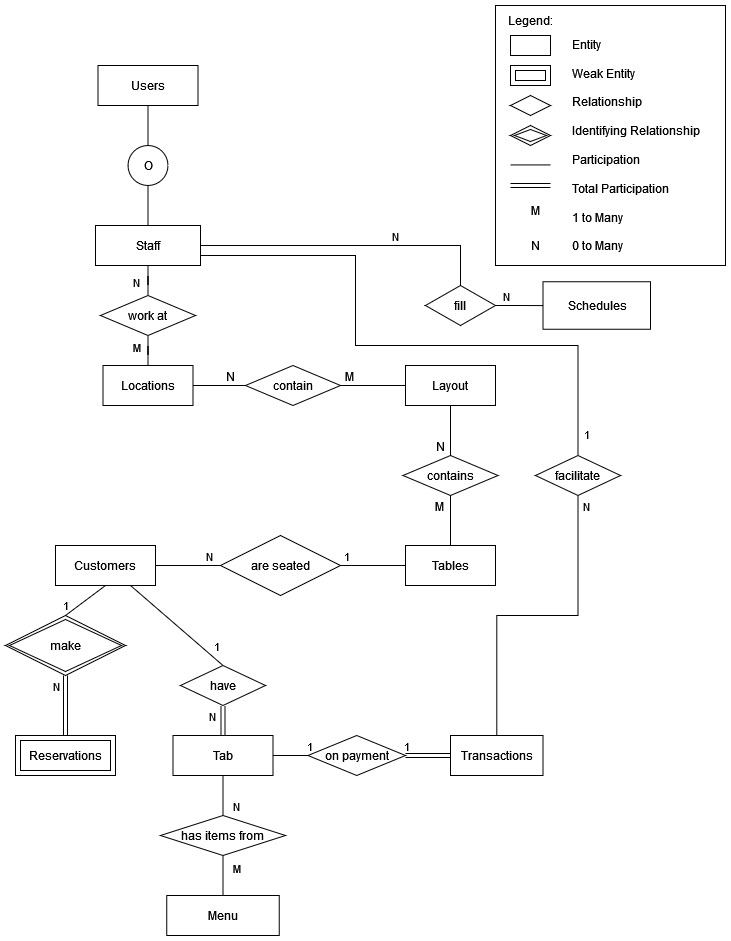 Legend:
Entity
Weak Entity
Relationship
Identifying Relationship
Participation
Total Participation
M 1 to Many
N 0 to Many
Users
O
Staff
N
N
fill
N
Schedules
work at
M
Locations
N
contain
M
Layout
N
contains
M
1
facilitate
N
Customers
N
are seated
1
Tables
1
make
N
Reservations
1
have
N
Tab
1
on payment
1
Transactions
N
has items from
M
Menu